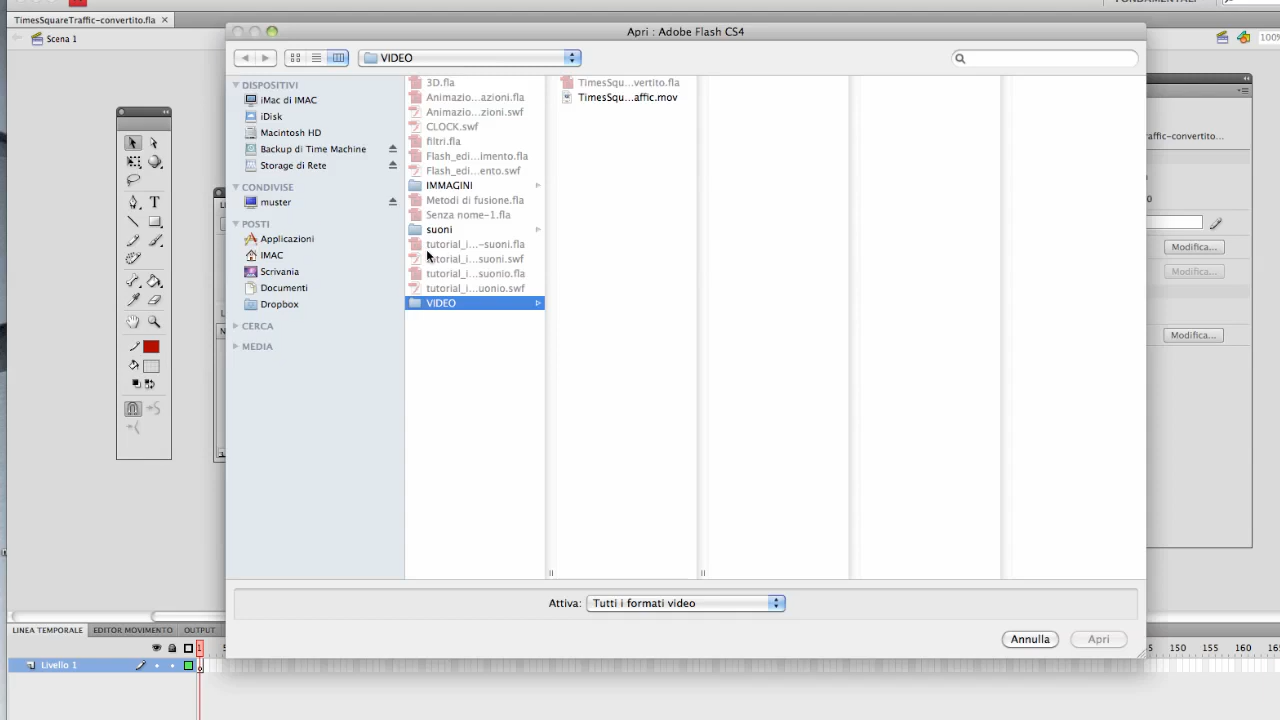 FONDAMENTALI
TimesSquareTraffic-convertito.fla
Apri : Adobe Flash CS4
Scena 1
100%
VIDEO
DISPOSITIVI
iMac di IMAC
iDisk
Macintosh HD
Backup di Time Machine
Storage di Rete
CONDIVISE
muster
POSTI
Applicazioni
IMAC
Scrivania
Documenti
Dropbox
CERCA
MEDIA
3D.fla
Animazio...azioni.fla
Animazio...zioni.swf
CLOCK.swf
filtri.fla
Flash_edi...imento.fla
Flash_edi...ento.swf
IMMAGINI
Metodi di fusione.fla
Senza nome-1.fla
suoni
tutorial_i...-suoni.fla
tutorial_i...suoni.swf
tutorial_i...suonio.fla
tutorial_i...uonio.swf
VIDEO
TimesSqu...vertito.fla
TimesSqu...affic.mov
raffic-convertito...
Modifica...
Modifica...
Modifica...
Attiva: Tutti i formati video
Annulla
Apri
LINEA TEMPORALE
EDITOR MOVIMENTO
OUTPUT
1
5 150 155 160 165
Livello 1